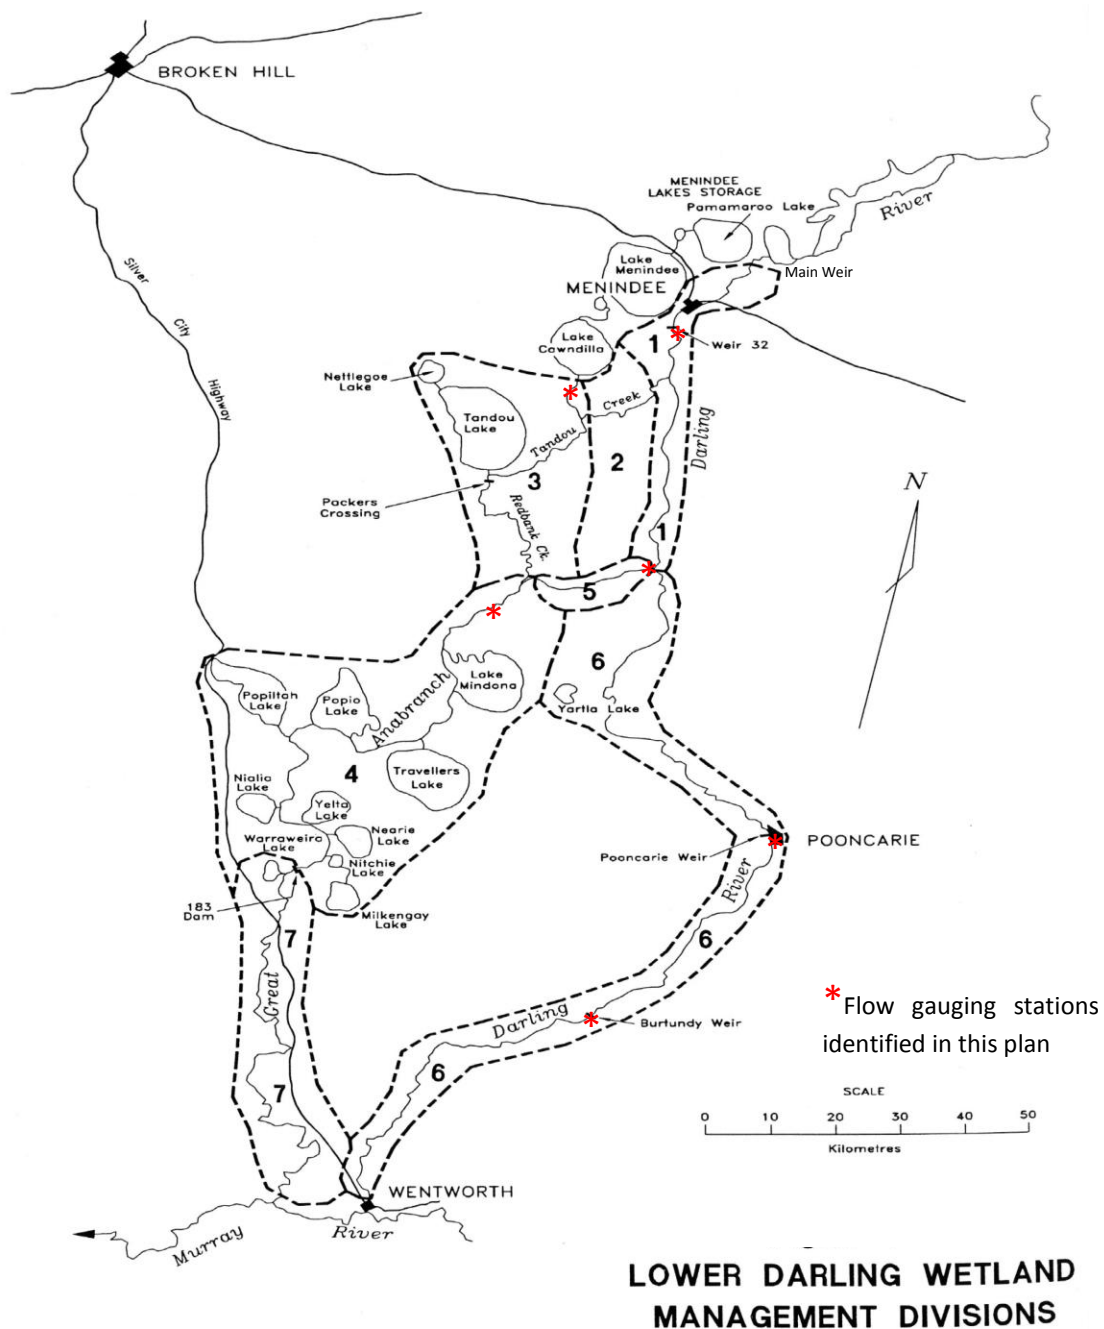 BROKEN HILL
MENINDEE
LAKES STORAGE
Pamamaroo Lake
River
Main Weir
Lake
Menindee
MENINDEE
Silver
City
Highway
Lake
Cawndilla
1
Weir 32
Nettlegoe
Lake
Tandou
Lake
Creek
Tandou
Darling
2
3
N
Packers
Crossing
Redbank Ck.
1
5
6
Lake
Mindona
Anabranch
Popiltah
Lake
Popio
Lake
Yartla Lake
4
Travellers
Lake
Nialia
Lake
Yelta
Lake
Warraweira
Lake
Nearie
Lake
Nitchie
Lake
183
Dam
Milkengay
Lake
Pooncarie Weir
POONCARIE
River
7
6
Great
*Flow gauging stations
identified in this plan
Darling
Burtundy Weir
6
7
SCALE
0 10 20 30 40 50
Kilometres
WENTWORTH
Murray
River
LOWER DARLING WETLAND
MANAGEMENT DIVISIONS